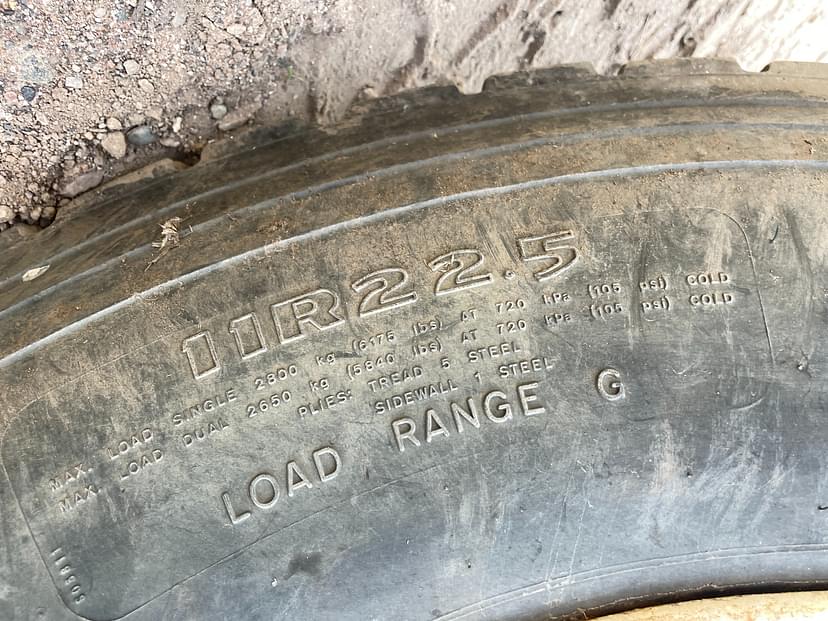 11R22.5
MAX. LOAD SINGLE 2800 kg (6175 lbs) AT 720 kPa (105 psi) COLD
MAX. LOAD DUAL 2650 kg (5840 lbs) AT 720 kPa (105 psi) COLD
PLIES: TREAD 5 STEEL
SIDEWALL 1 STEEL
LOAD RANGE G